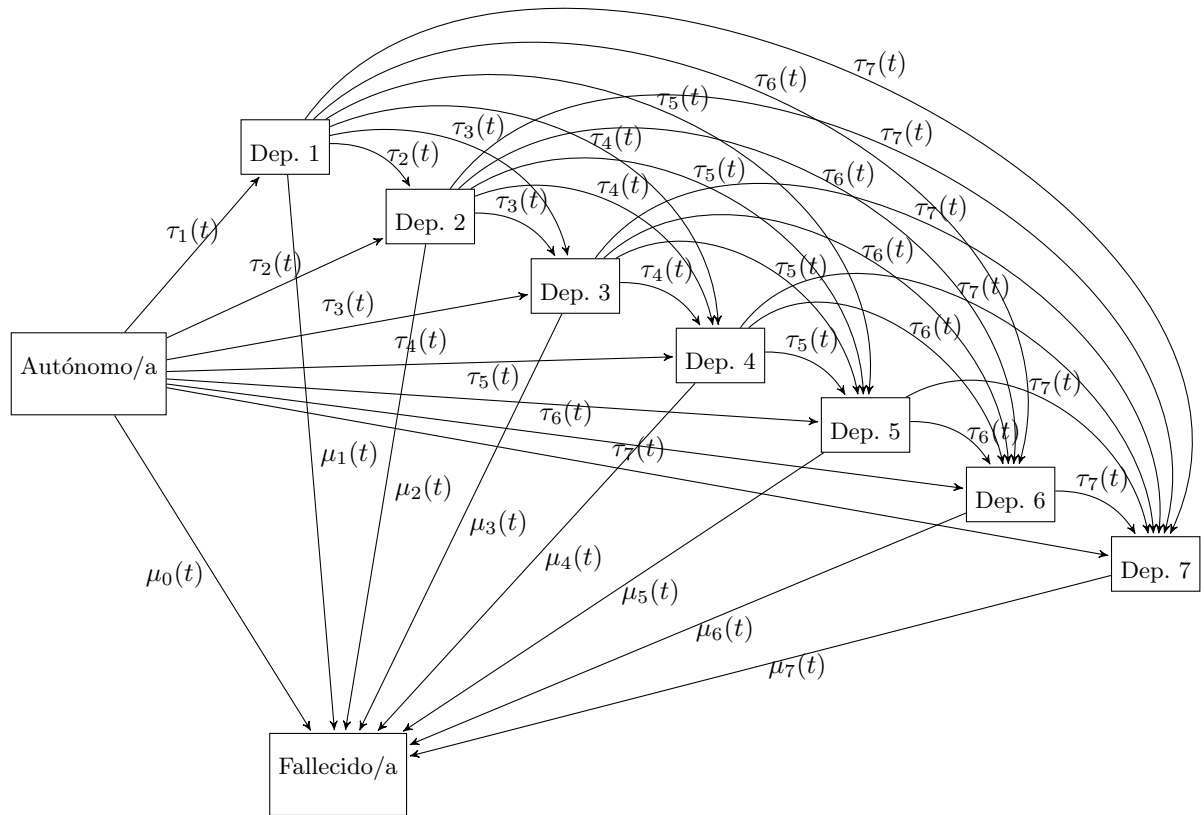 τ₇(t)
τ₆(t)
τ₅(t)
τ₇(t)
τ₃(t)
τ₄(t)
Dep. 1
τ₂(t)
τ₅(t)
τ₆(t)
τ₄(t)
τ₃(t)
τ₇(t)
Dep. 2
τ₁(t)
τ₆(t)
τ₂(t)
τ₅(t)
τ₄(t)
Dep. 3
τ₇(t)
τ₃(t)
τ₆(t)
τ₄(t)
τ₅(t)
Autónomo/a
Dep. 4
τ₅(t)
τ₇(t)
τ₆(t)
Dep. 5
τ₆(t)
τ₇(t)
μ₁(t)
τ₇(t)
μ₂(t)
Dep. 6
μ₃(t)
μ₄(t)
μ₀(t)
Dep. 7
μ₅(t)
μ₆(t)
μ₇(t)
Fallecido/a